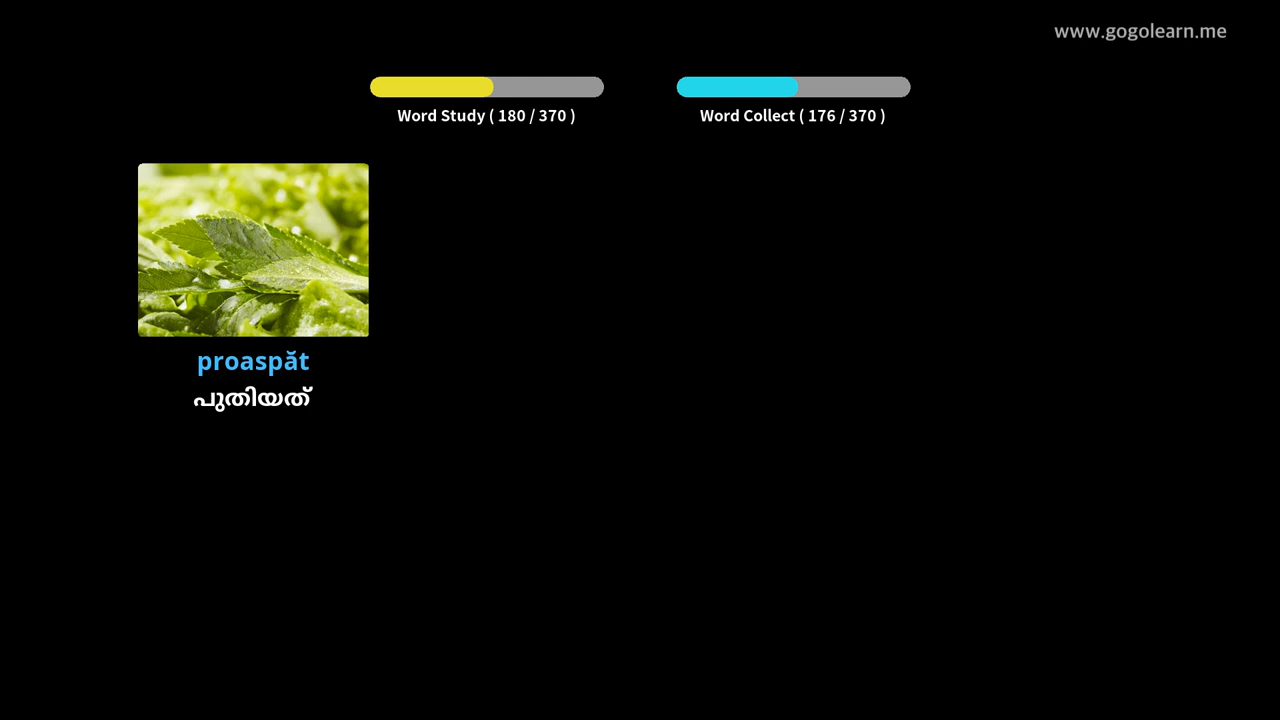 www.gogolearn.me
Word Study ( 180 / 370 )
Word Collect ( 176 / 370 )
proaspăt
പുതിയത്